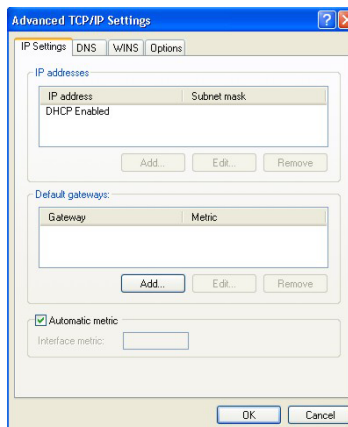 Advanced TCP/IP Settings
IP Settings DNS WINS Options
IP addresses
IP address Subnet mask
DHCP Enabled
Add... Edit... Remove
Default gateways:
Gateway Metric
Add... Edit... Remove
Automatic metric
Interface metric:
OK Cancel